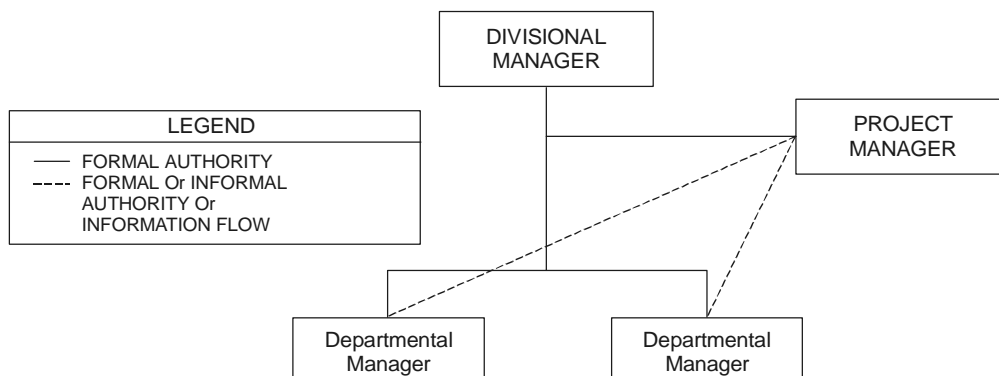 DIVISIONAL
MANAGER
LEGEND
FORMAL AUTHORITY
FORMAL Or INFORMAL
AUTHORITY Or
INFORMATION FLOW
PROJECT
MANAGER
Departmental
Manager
Departmental
Manager